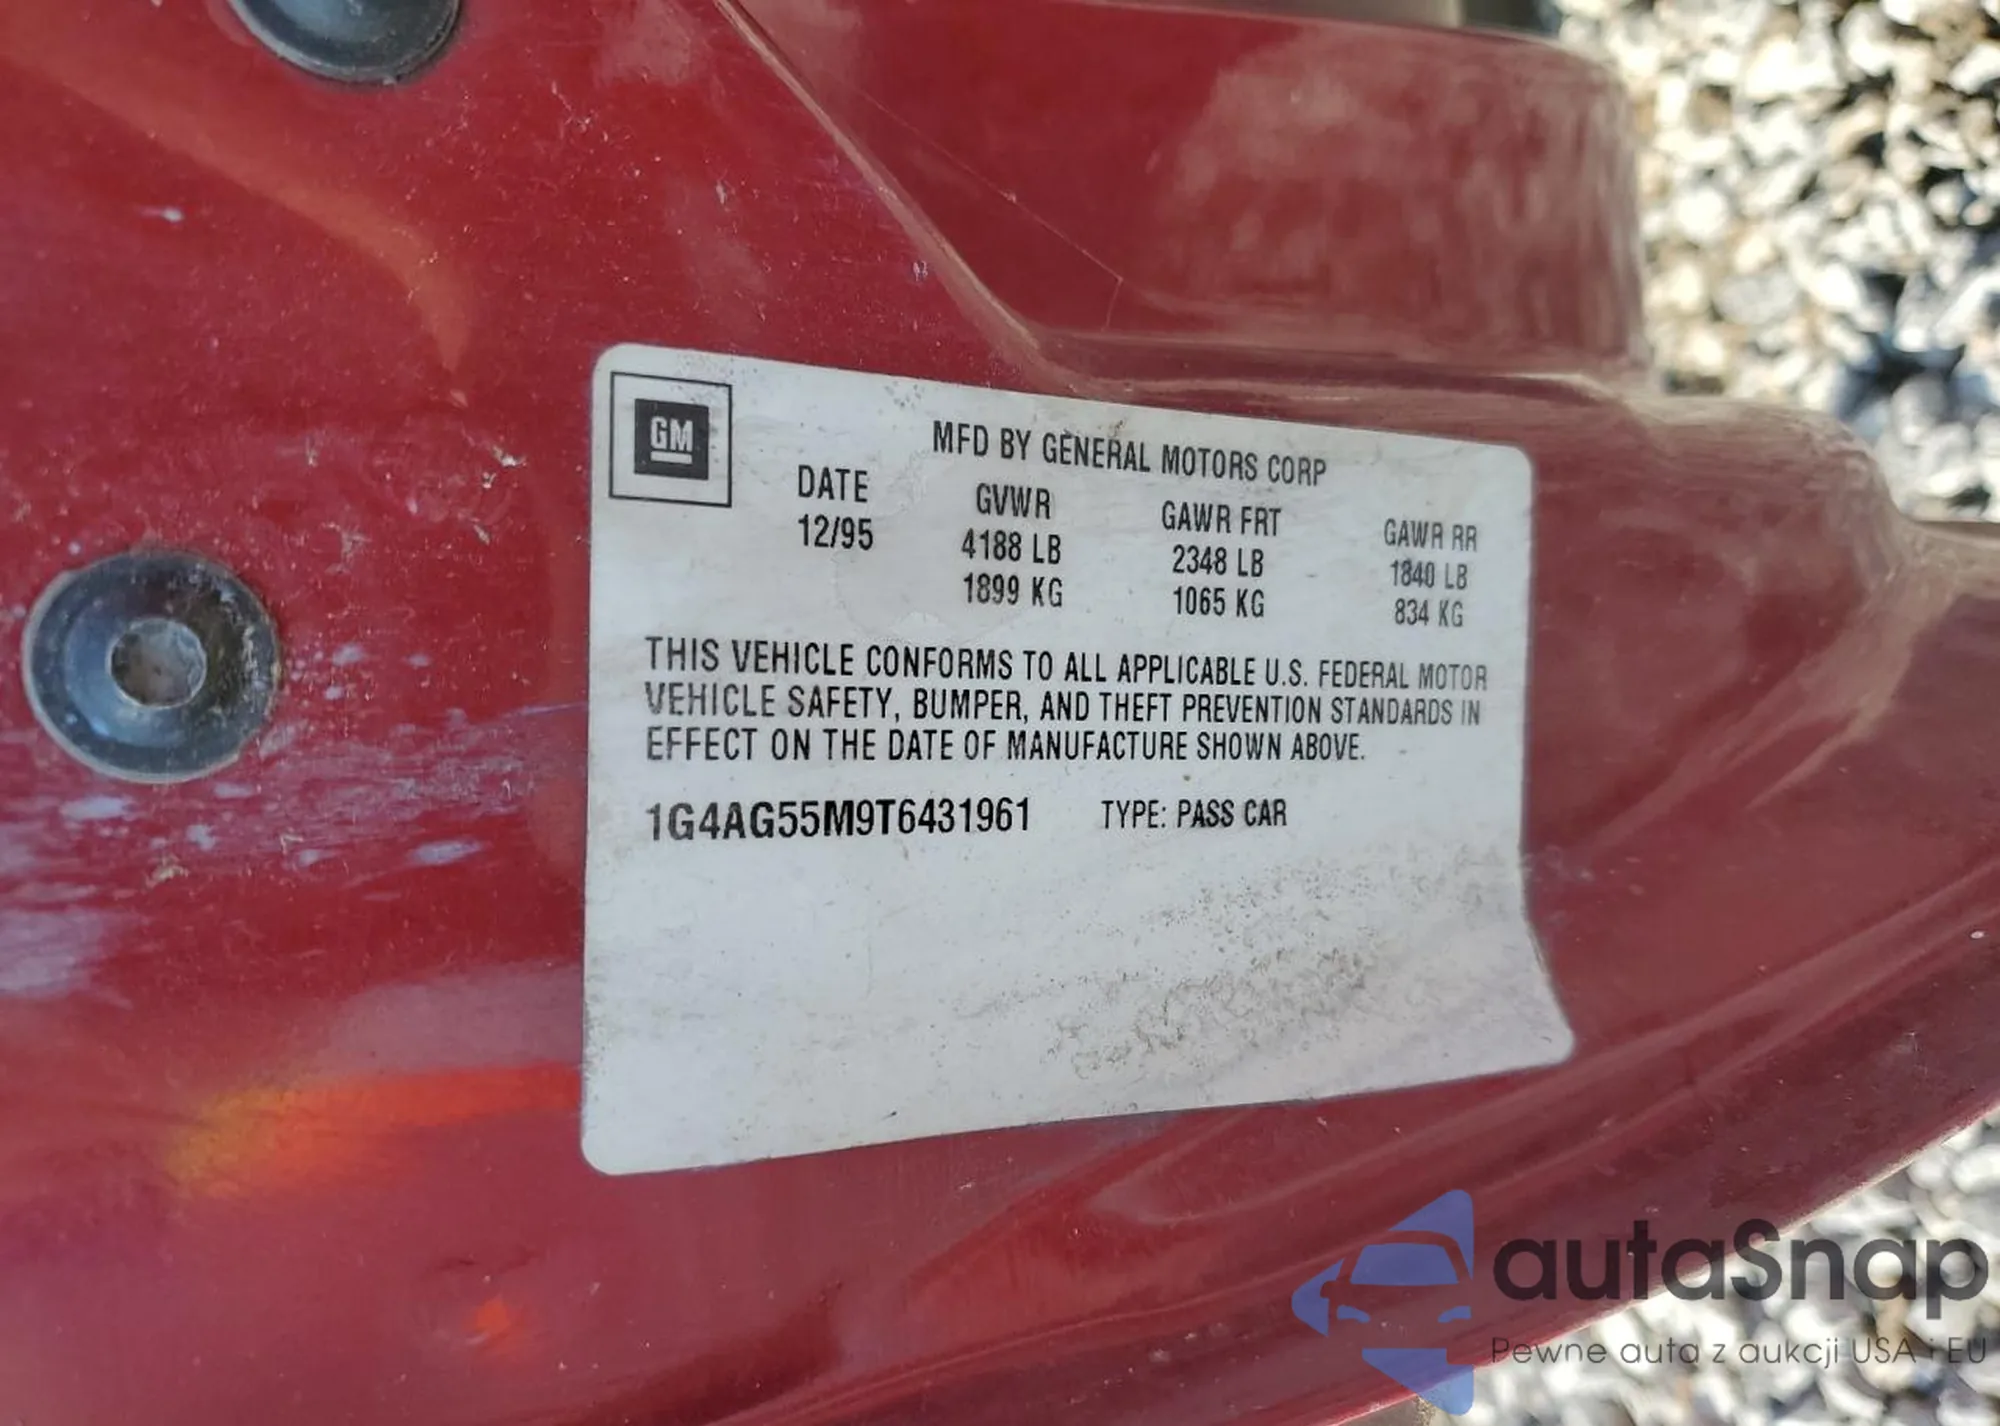 GM
MFD BY GENERAL MOTORS CORP
DATE GVWR GAWR FRT GAWR RR
12/95 4188 LB 2348 LB 1840 LB
1899 KG 1065 KG 834 KG
THIS VEHICLE CONFORMS TO ALL APPLICABLE U.S. FEDERAL MOTOR
VEHICLE SAFETY, BUMPER, AND THEFT PREVENTION STANDARDS IN
EFFECT ON THE DATE OF MANUFACTURE SHOWN ABOVE.
1G4AG55M9T6431961 TYPE: PASS CAR
autaSnap
Pewne auta z aukcji USA i EU